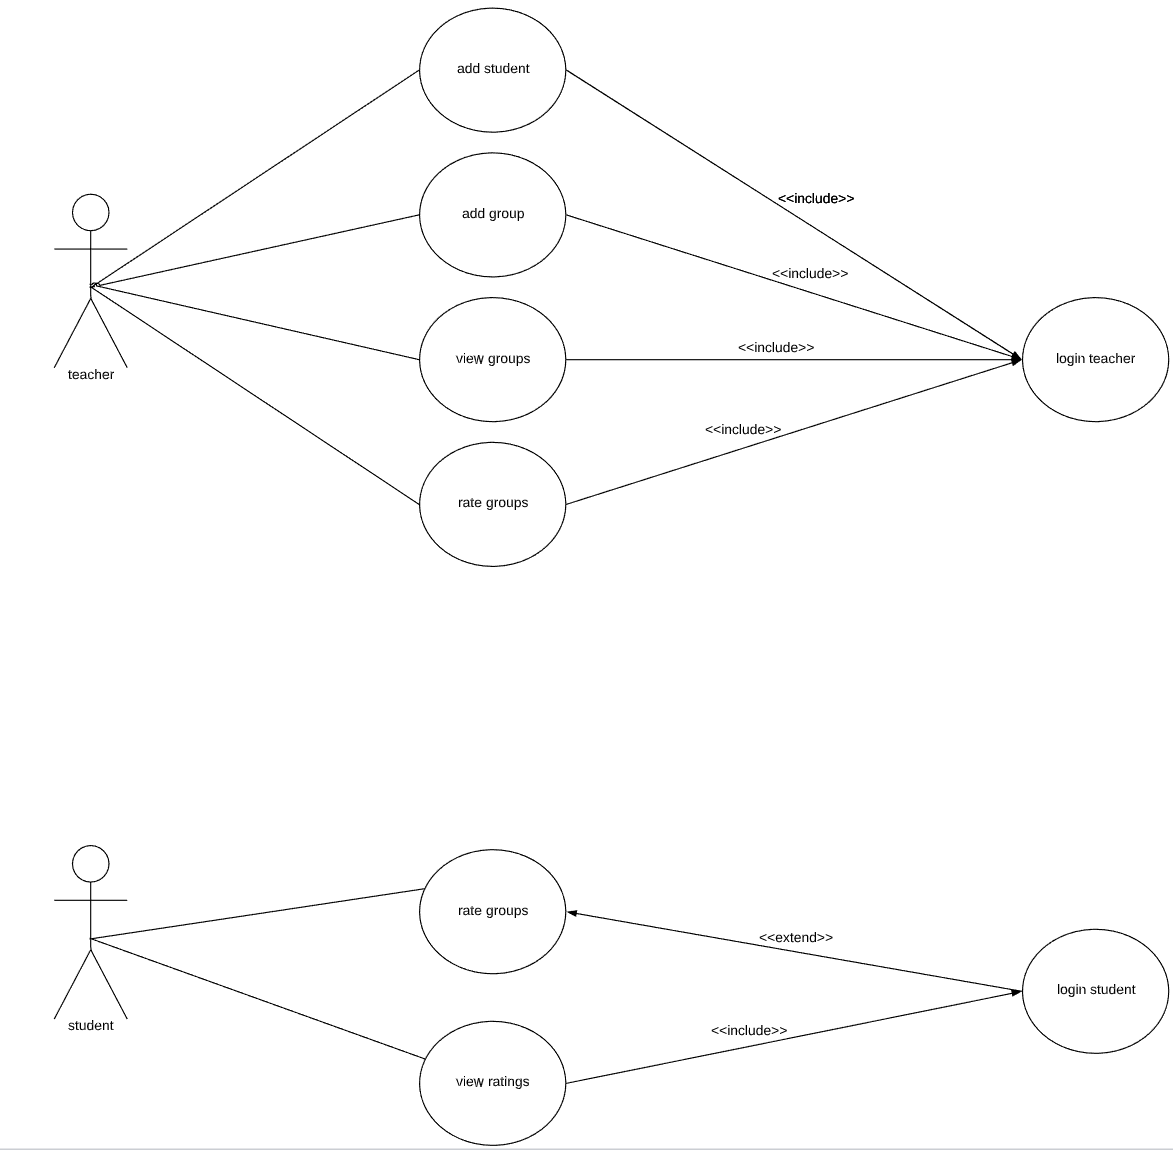 add student
<<include>>
add group
<<include>>
teacher
view groups
<<include>>
login teacher
<<include>>
rate groups
rate groups
<<extend>>
login student
student
<<include>>
view ratings